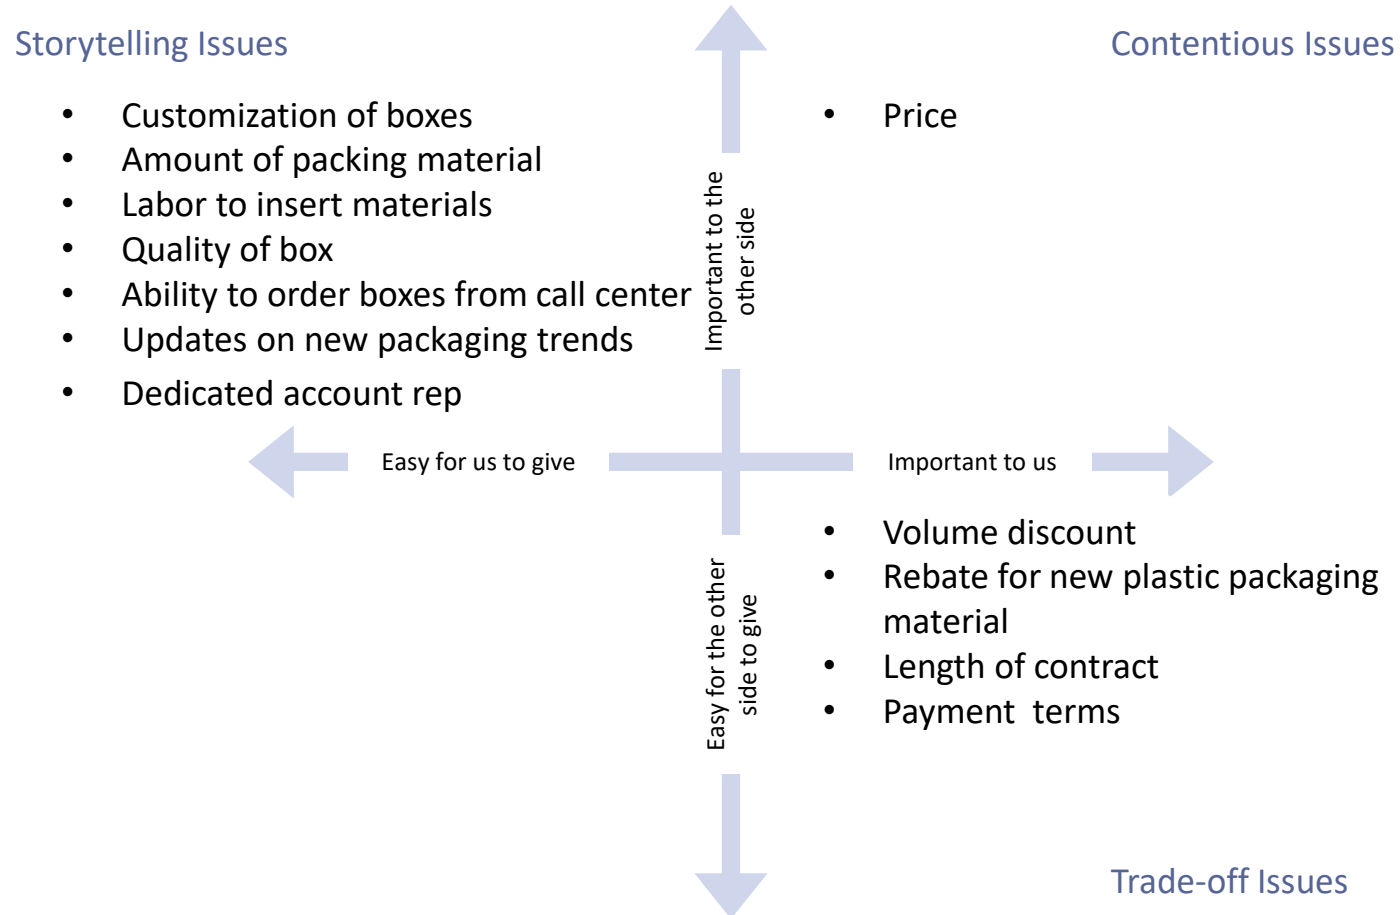 Storytelling Issues
Contentious Issues
• Customization of boxes
• Amount of packing material
• Labor to insert materials
• Quality of box
• Ability to order boxes from call center
• Updates on new packaging trends
• Dedicated account rep
• Price
Important to the
other side
Easy for us to give
Important to us
Easy for the other
side to give
• Volume discount
• Rebate for new plastic packaging
material
• Length of contract
• Payment terms
Trade-off Issues